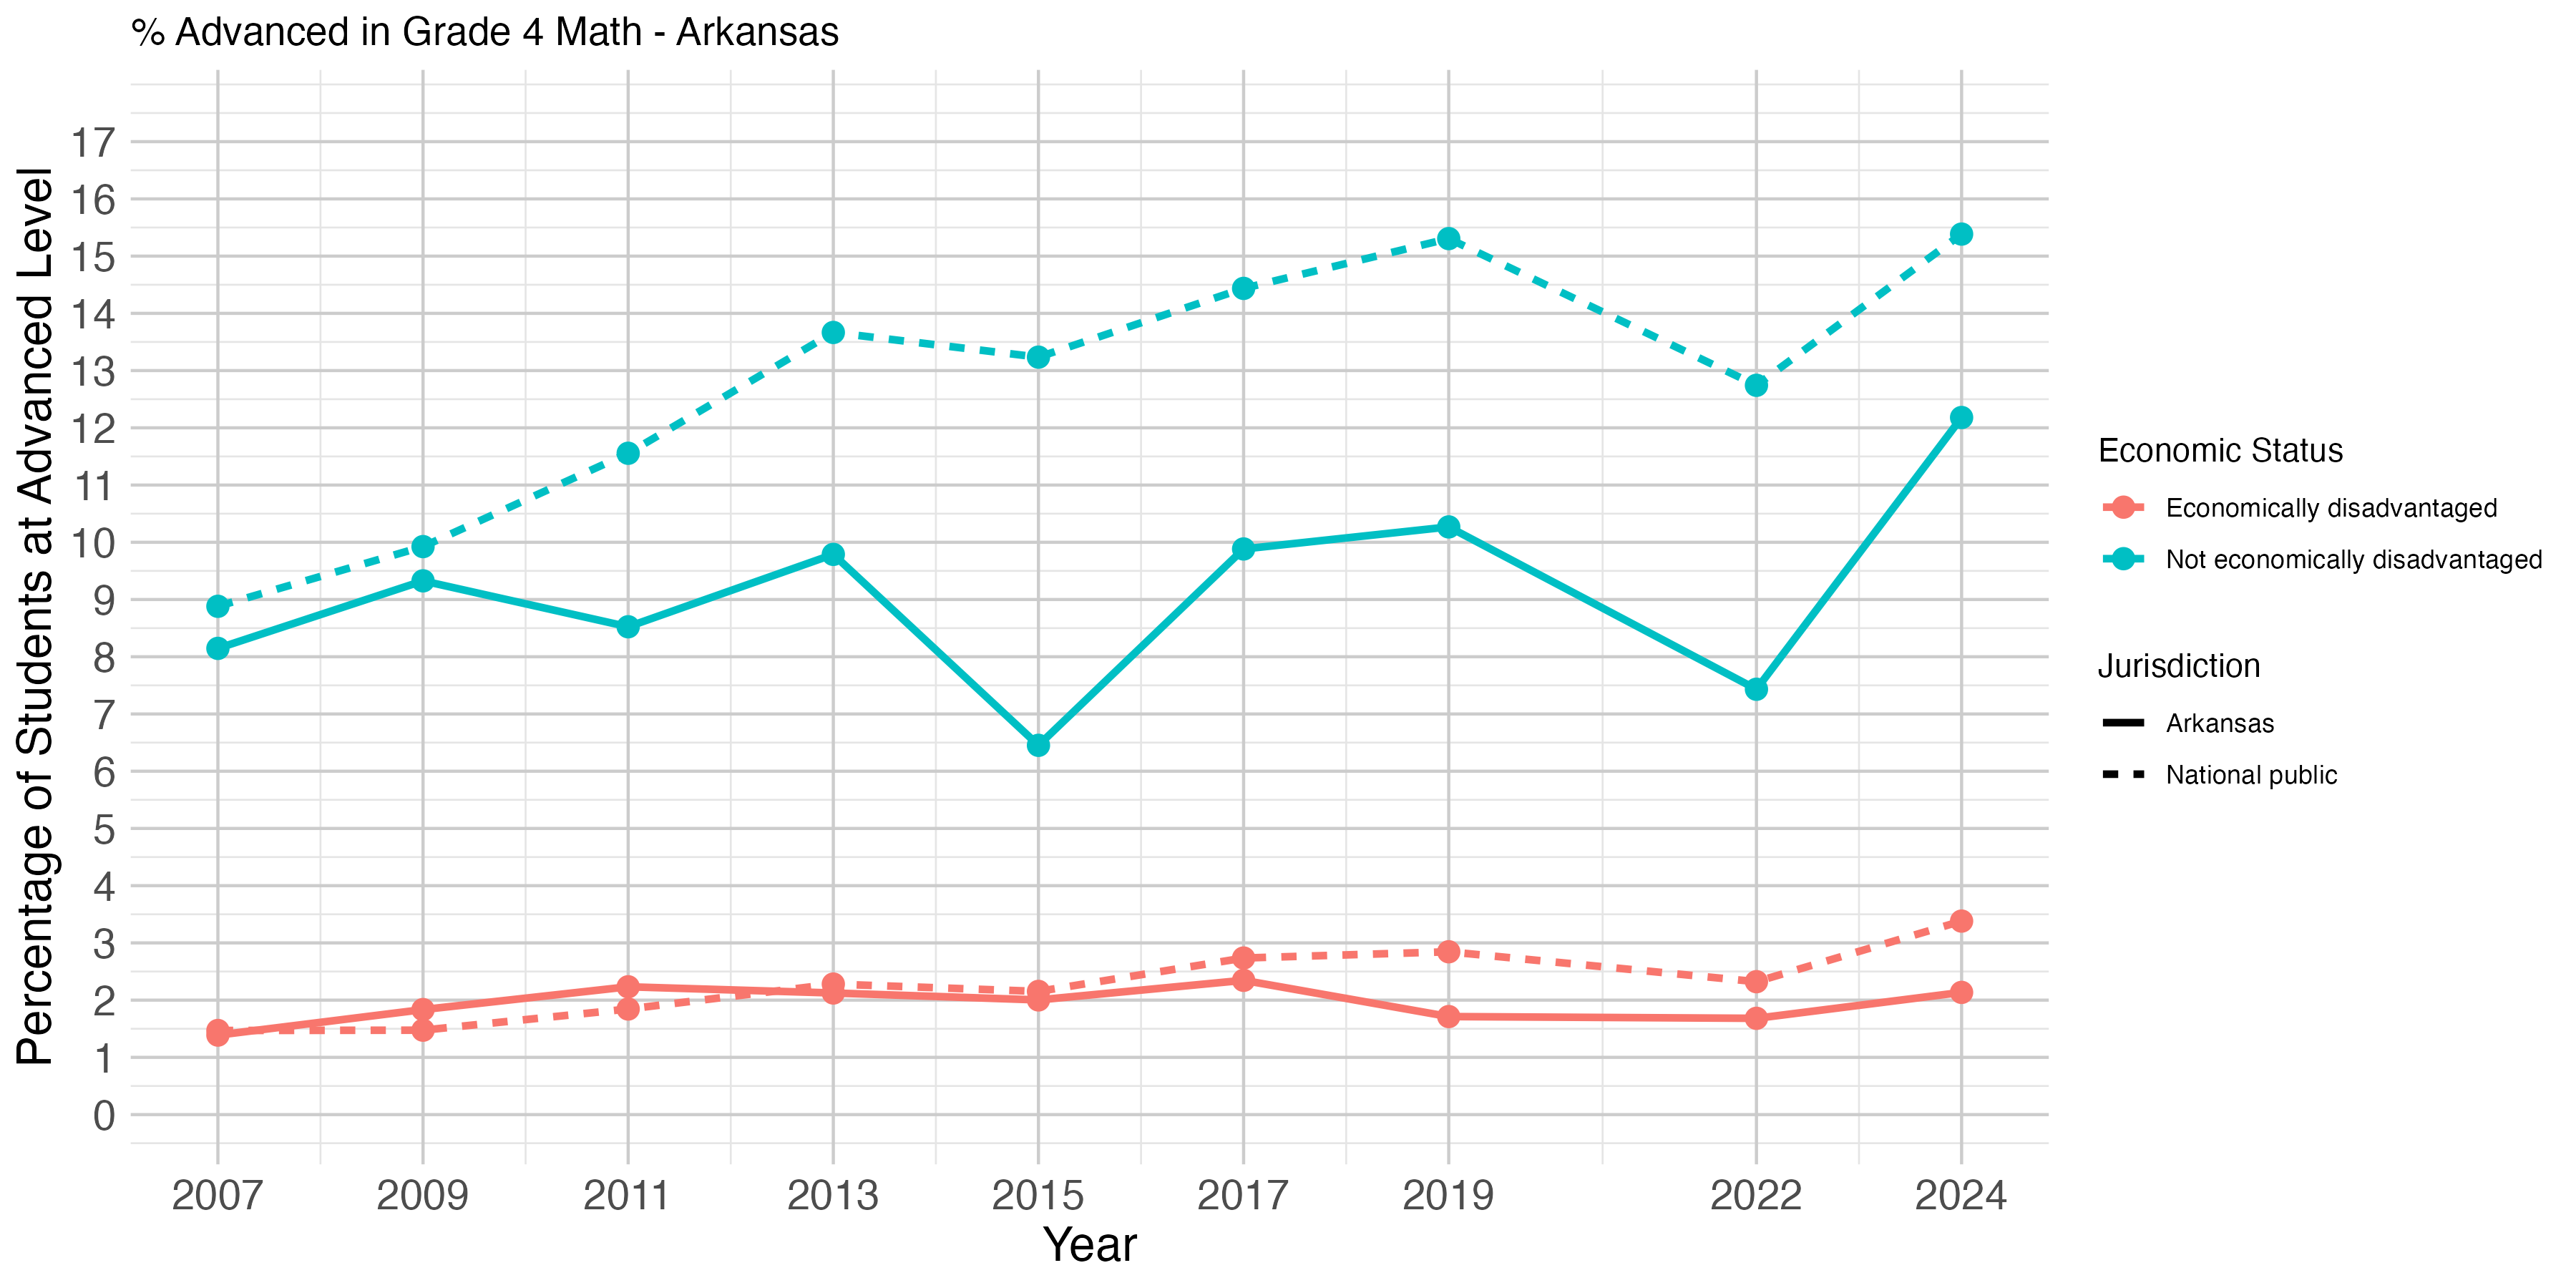 % Advanced in Grade 4 Math - Arkansas
Percentage of Students at Advanced Level
17
16
15
14
13
12
11
10
9
8
7
6
5
4
3
2
1
0
2007 2009 2011 2013 2015 2017 2019 2022 2024
Year
Economic Status
Economically disadvantaged
Not economically disadvantaged
Jurisdiction
Arkansas
National public